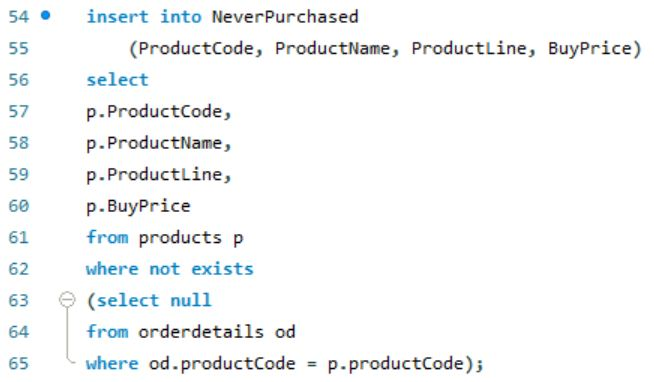 54 insert into NeverPurchased
55 (ProductCode, ProductName, ProductLine, BuyPrice)
56 select
57 p.ProductCode,
58 p.ProductName,
59 p.ProductLine,
60 p.BuyPrice
61 from products p
62 where not exists
63 (select null
64 from orderdetails od
65 where od.productCode = p.productCode);